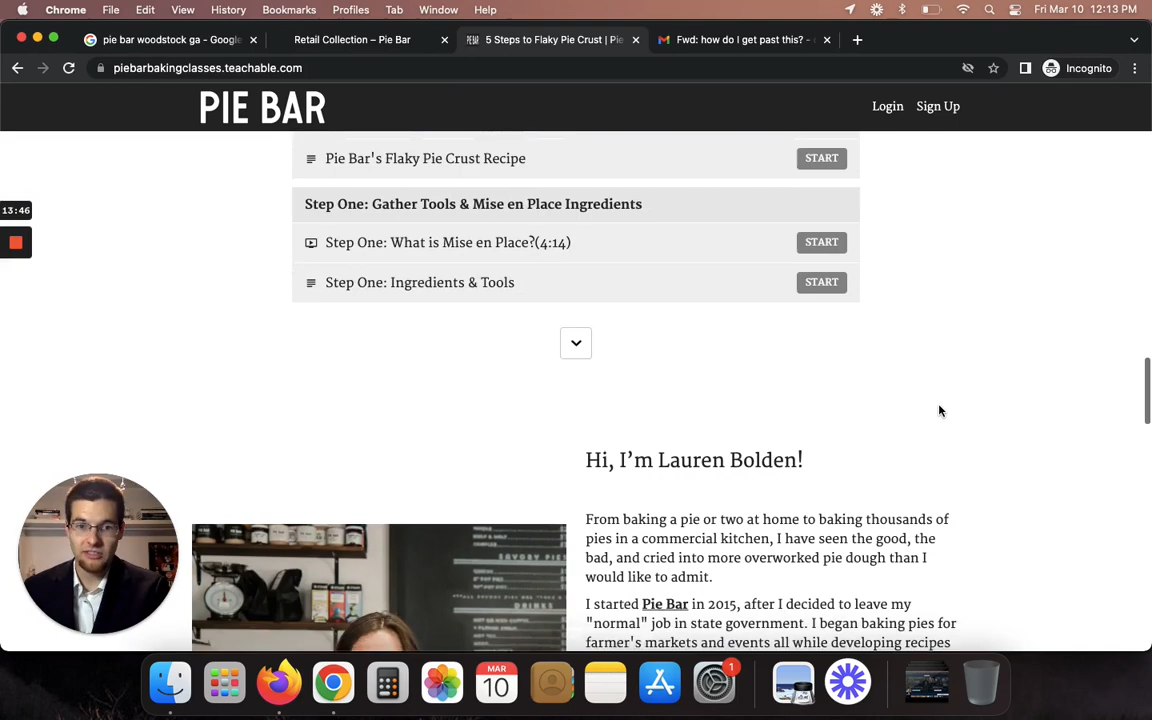 Chrome File Edit View History Bookmarks Profiles Tab Window Help Fri Mar 10 12:13 PM
pie bar woodstock ga - Google Retail Collection – Pie Bar 5 Steps to Flaky Pie Crust | Pie Fwd: how do I get past this? -
piebarbakingclasses.teachable.com Incognito
PIE BAR Login Sign Up
Pie Bar's Flaky Pie Crust Recipe START
13:46
Step One: Gather Tools & Mise en Place Ingredients
Step One: What is Mise en Place?(4:14) START
Step One: Ingredients & Tools START
Hi, I'm Lauren Bolden!
From baking a pie or two at home to baking thousands of
pies in a commercial kitchen, I have seen the good, the
bad, and cried into more overworked pie dough than I
would like to admit.
I started Pie Bar in 2015, after I decided to leave my
"normal" job in state government. I began baking pies for
farmer's markets and events all while developing recipes
SAVORY PIES
DRINKS
MAR
10
1